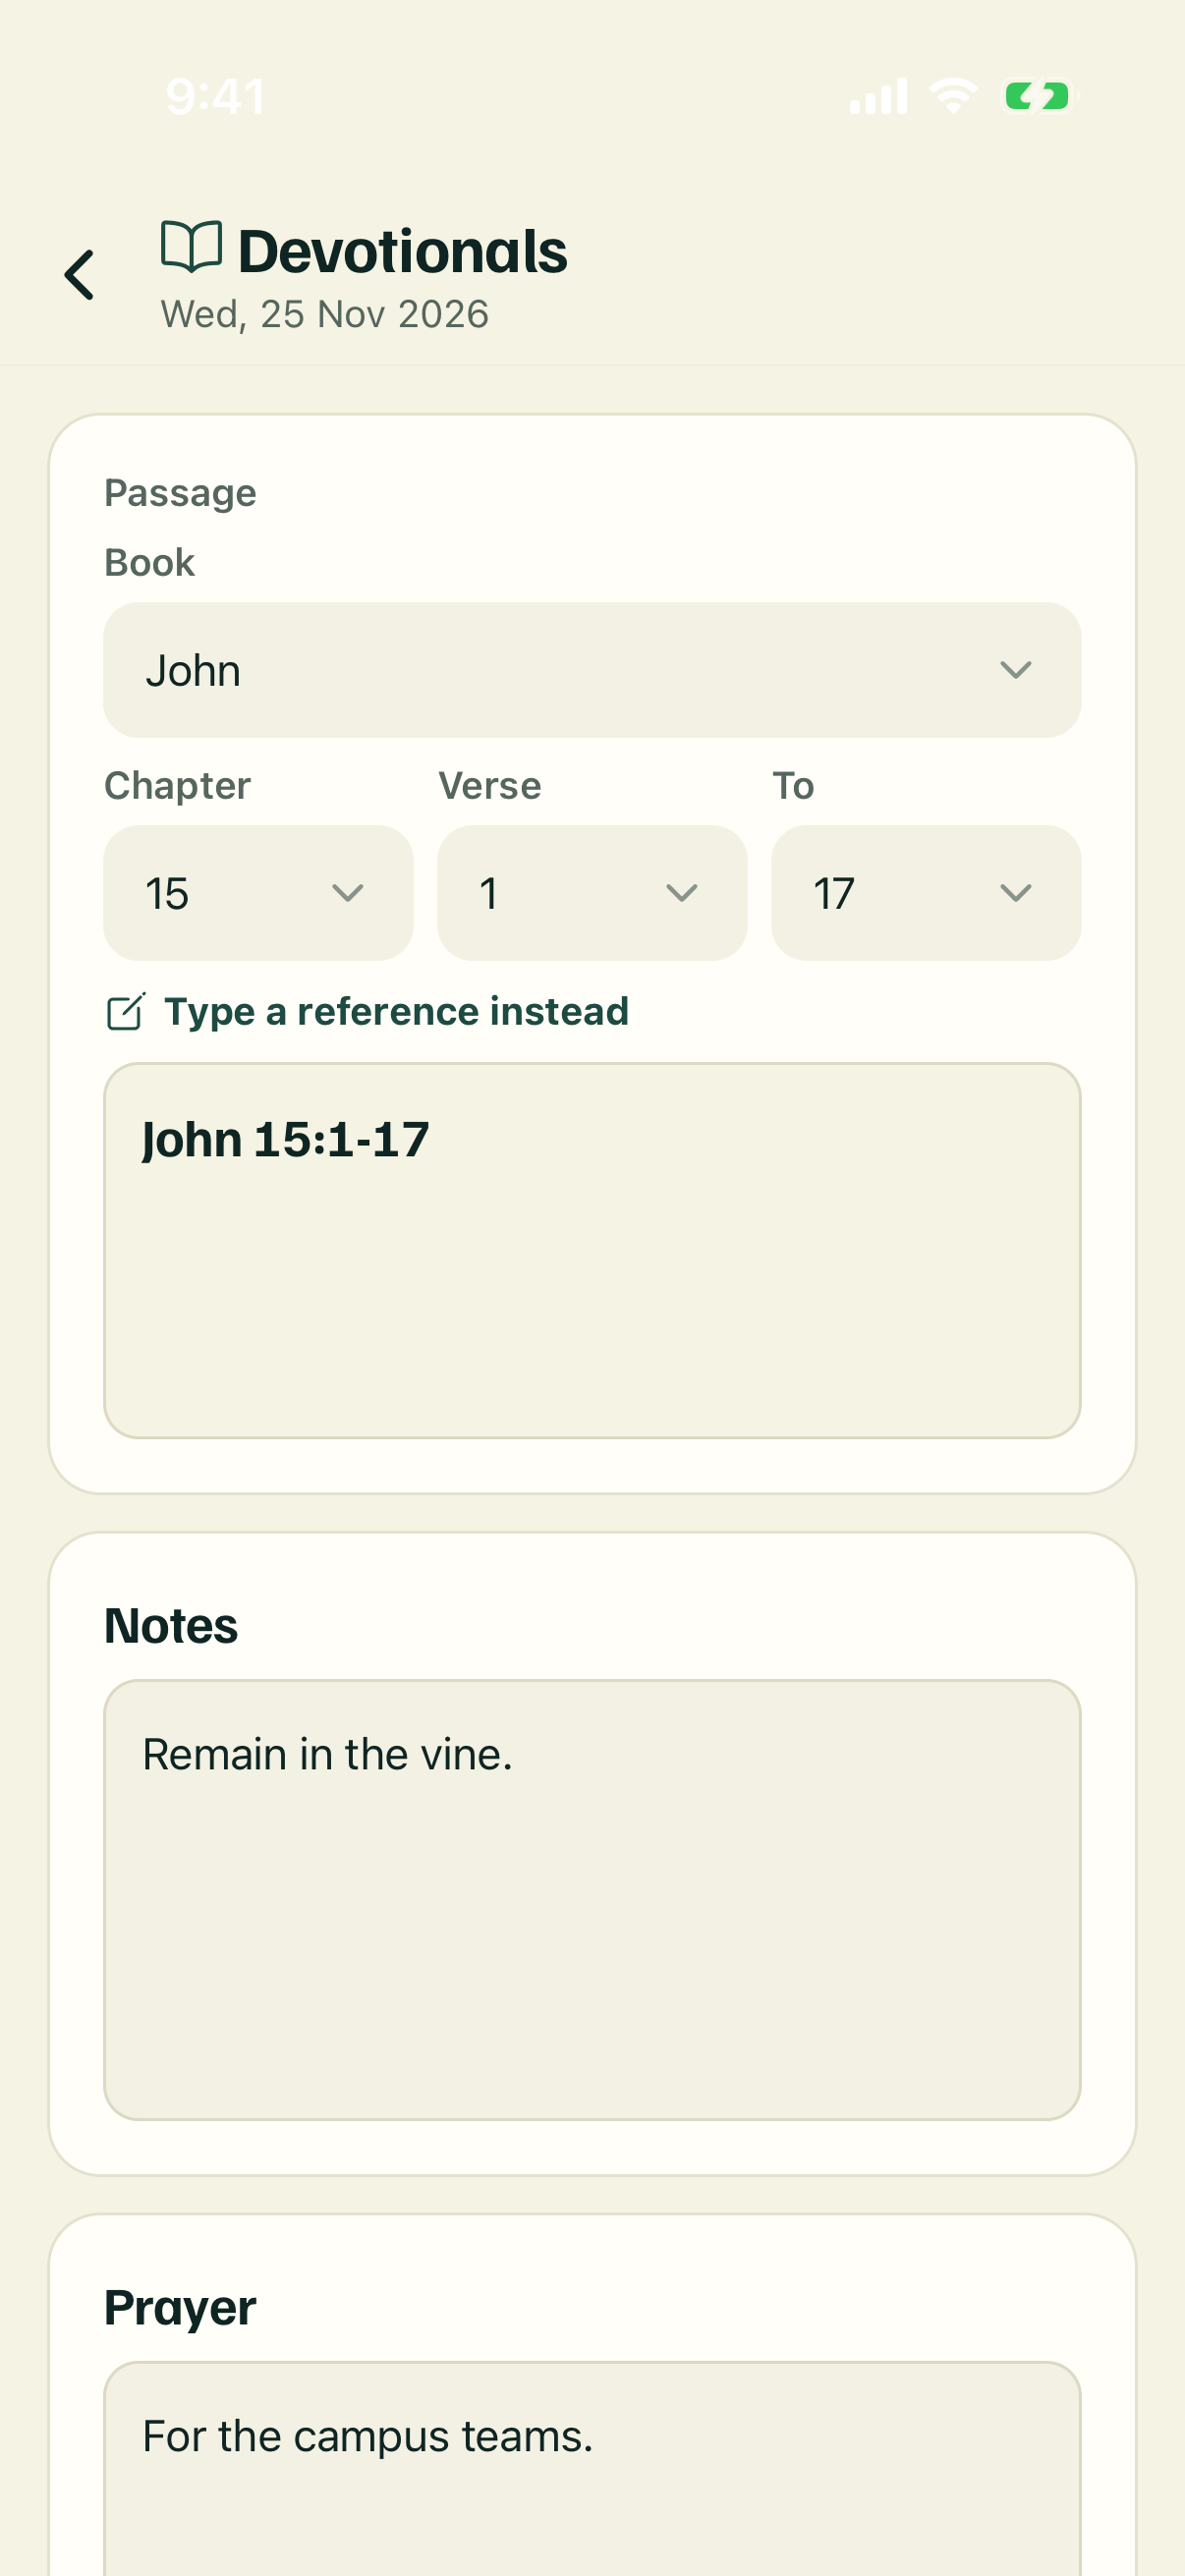 9:41
Devotionals
Wed, 25 Nov 2026
Passage
Book
John
Chapter Verse To
15 1 17
Type a reference instead
John 15:1-17
Notes
Remain in the vine.
Prayer
For the campus teams.